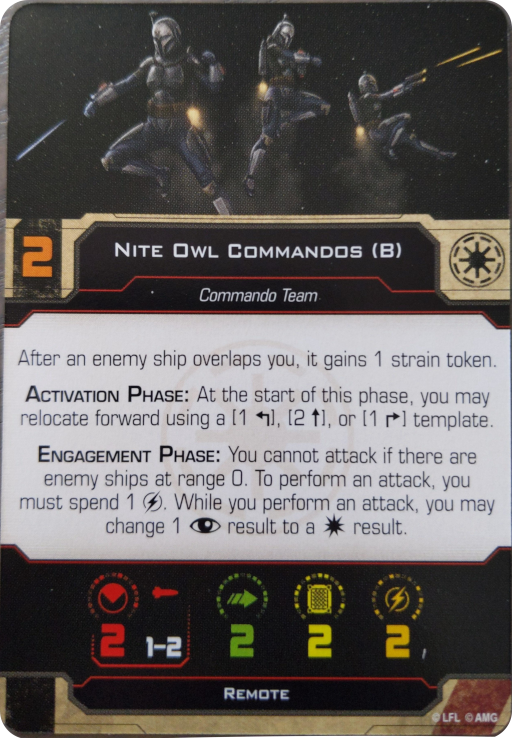 2
Nite Owl Commandos (B)
Commando Team
After an enemy ship overlaps you, it gains 1 strain token.
Activation Phase: At the start of this phase, you may
relocate forward using a [1 ↰], [2 ↑], or [1 ↱] template.
Engagement Phase: You cannot attack if there are
enemy ships at range 0. To perform an attack, you
must spend 1 . While you perform an attack, you may
change 1 result to a result.
2 1-2 2 2 2
Remote
© LFL © AMG